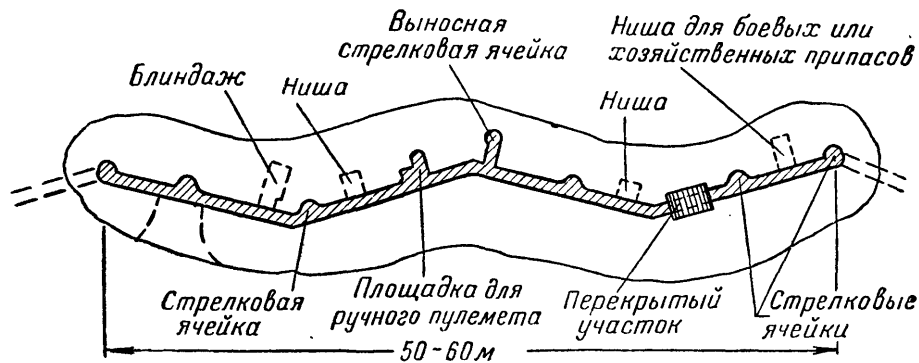 Выносная
стрелковая ячейка
Ниша для боевых или
хозяйственных припасов
Блиндаж
Ниша
Ниша
Стрелковая
ячейка
Площадка для
ручного пулемета
Перекрытый
участок
Стрелковые
ячейки
50-60м